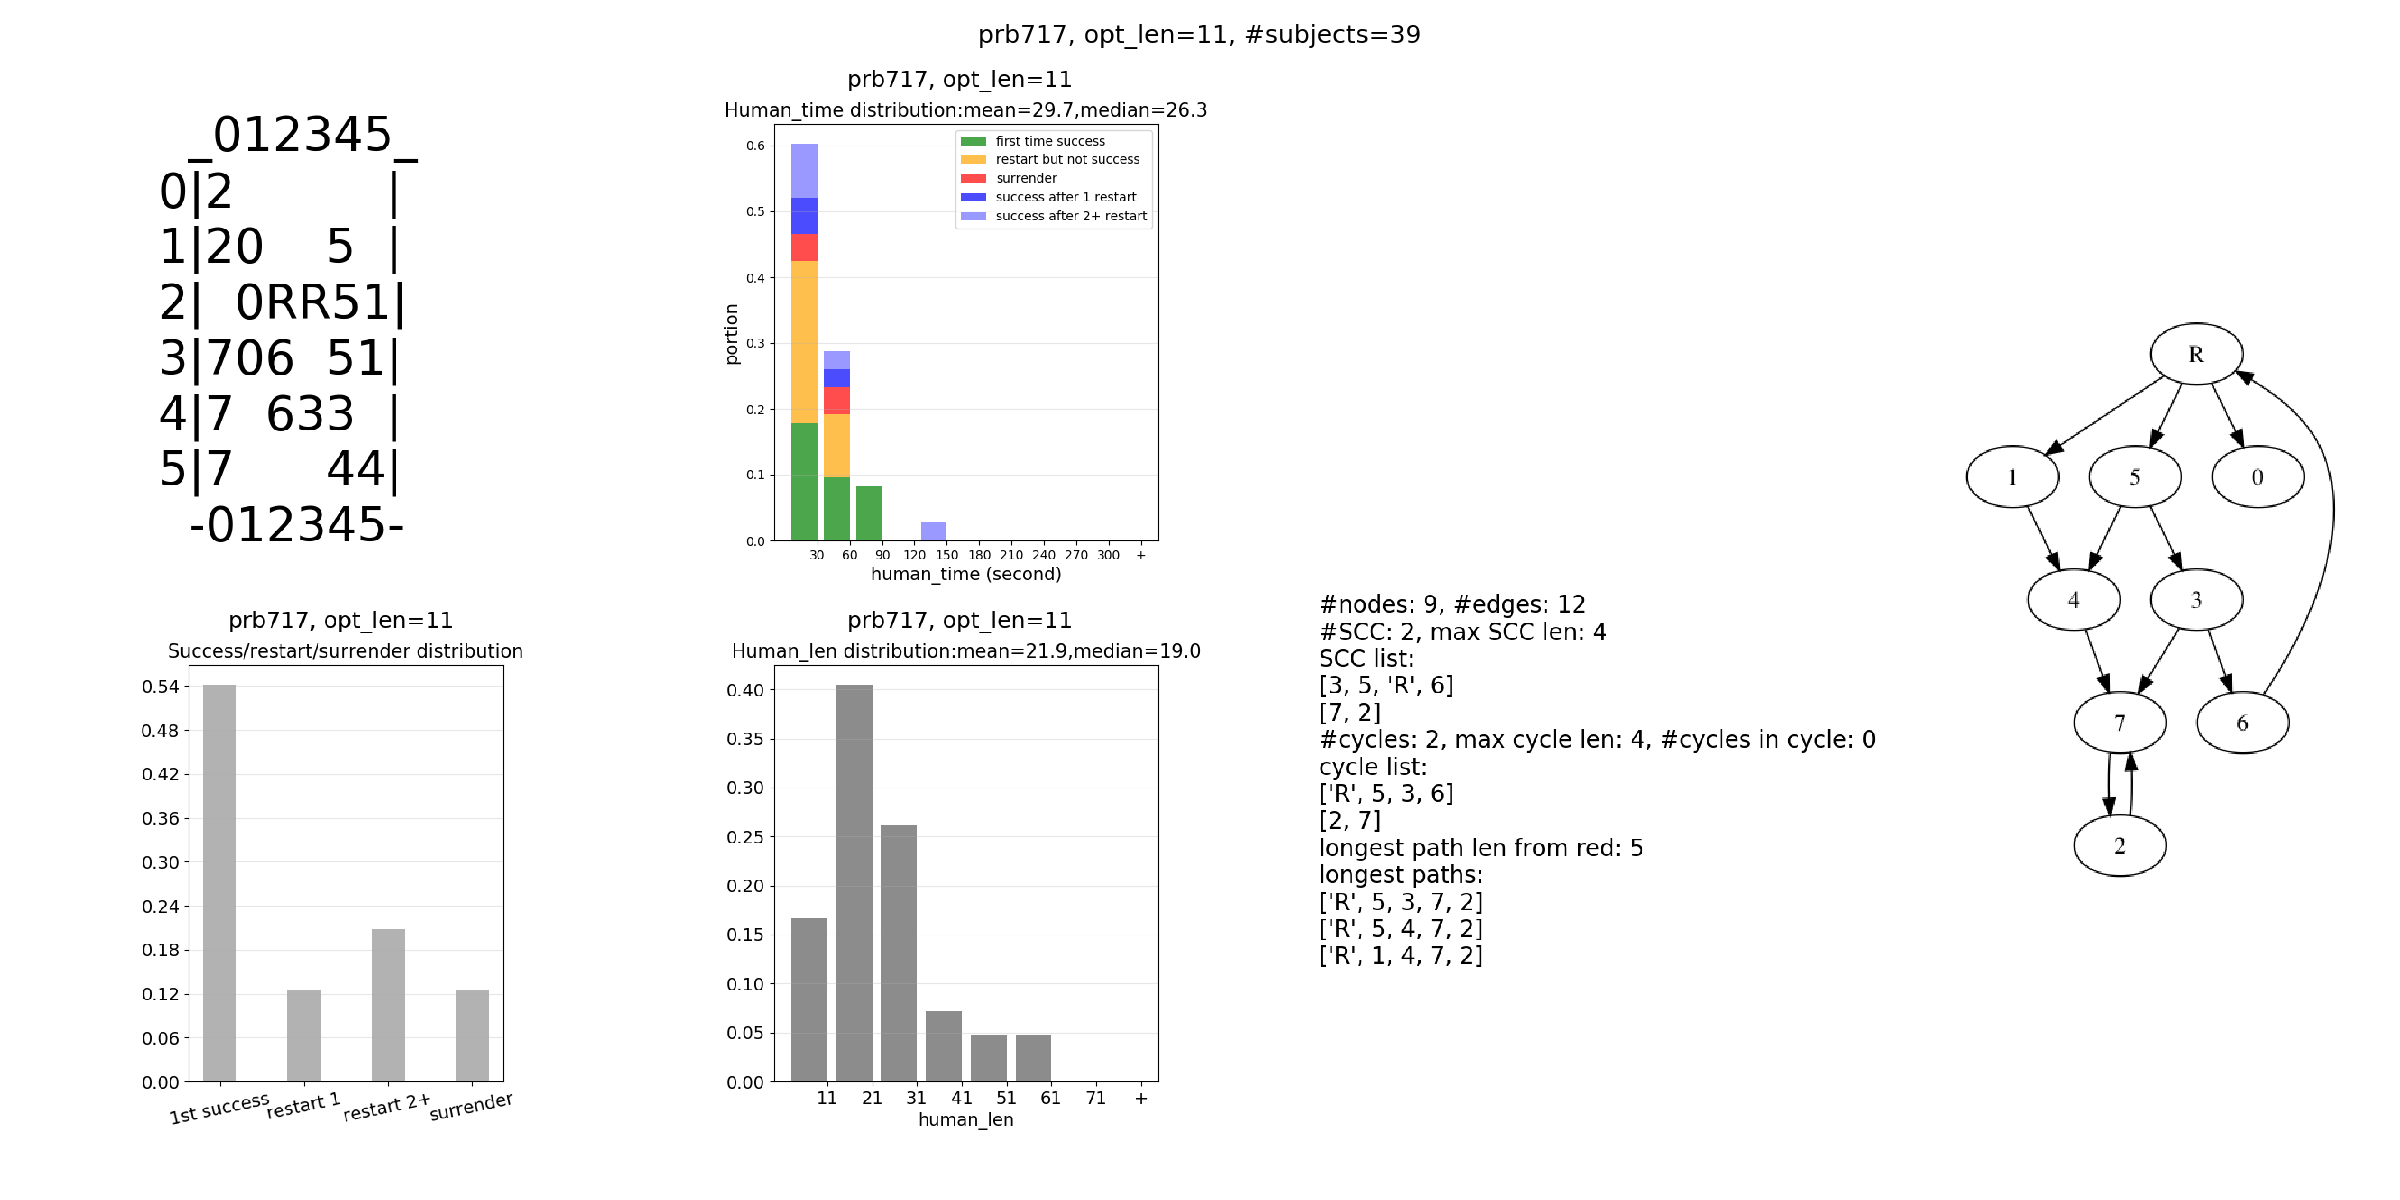 prb717, opt_len=11, #subjects=39
_012345_
0|2      |
1|20  5 |
2| 0RR51|
3|706 51|
4|7 633 |
5|7   44|
-012345-
prb717, opt_len=11
Human_time distribution:mean=29.7,median=26.3
first time success
restart but not success
surrender
success after 1 restart
success after 2+ restart
0.6
0.5
0.4
0.3
0.2
0.1
0.0
portion
30 60 90 120 150 180 210 240 270 300 +
human_time (second)
prb717, opt_len=11
Success/restart/surrender distribution
0.54
0.48
0.42
0.36
0.30
0.24
0.18
0.12
0.06
0.00
1st success restart 1 restart 2+ surrender
prb717, opt_len=11
Human_len distribution:mean=21.9,median=19.0
0.40
0.35
0.30
0.25
0.20
0.15
0.10
0.05
0.00
11 21 31 41 51 61 71 +
human_len
#nodes: 9, #edges: 12
#SCC: 2, max SCC len: 4
SCC list:
[3, 5, 'R', 6]
[7, 2]
#cycles: 2, max cycle len: 4, #cycles in cycle: 0
cycle list:
['R', 5, 3, 6]
[2, 7]
longest path len from red: 5
longest paths:
['R', 5, 3, 7, 2]
['R', 5, 4, 7, 2]
['R', 1, 4, 7, 2]
R
1 5 0
4 3
7 6
2